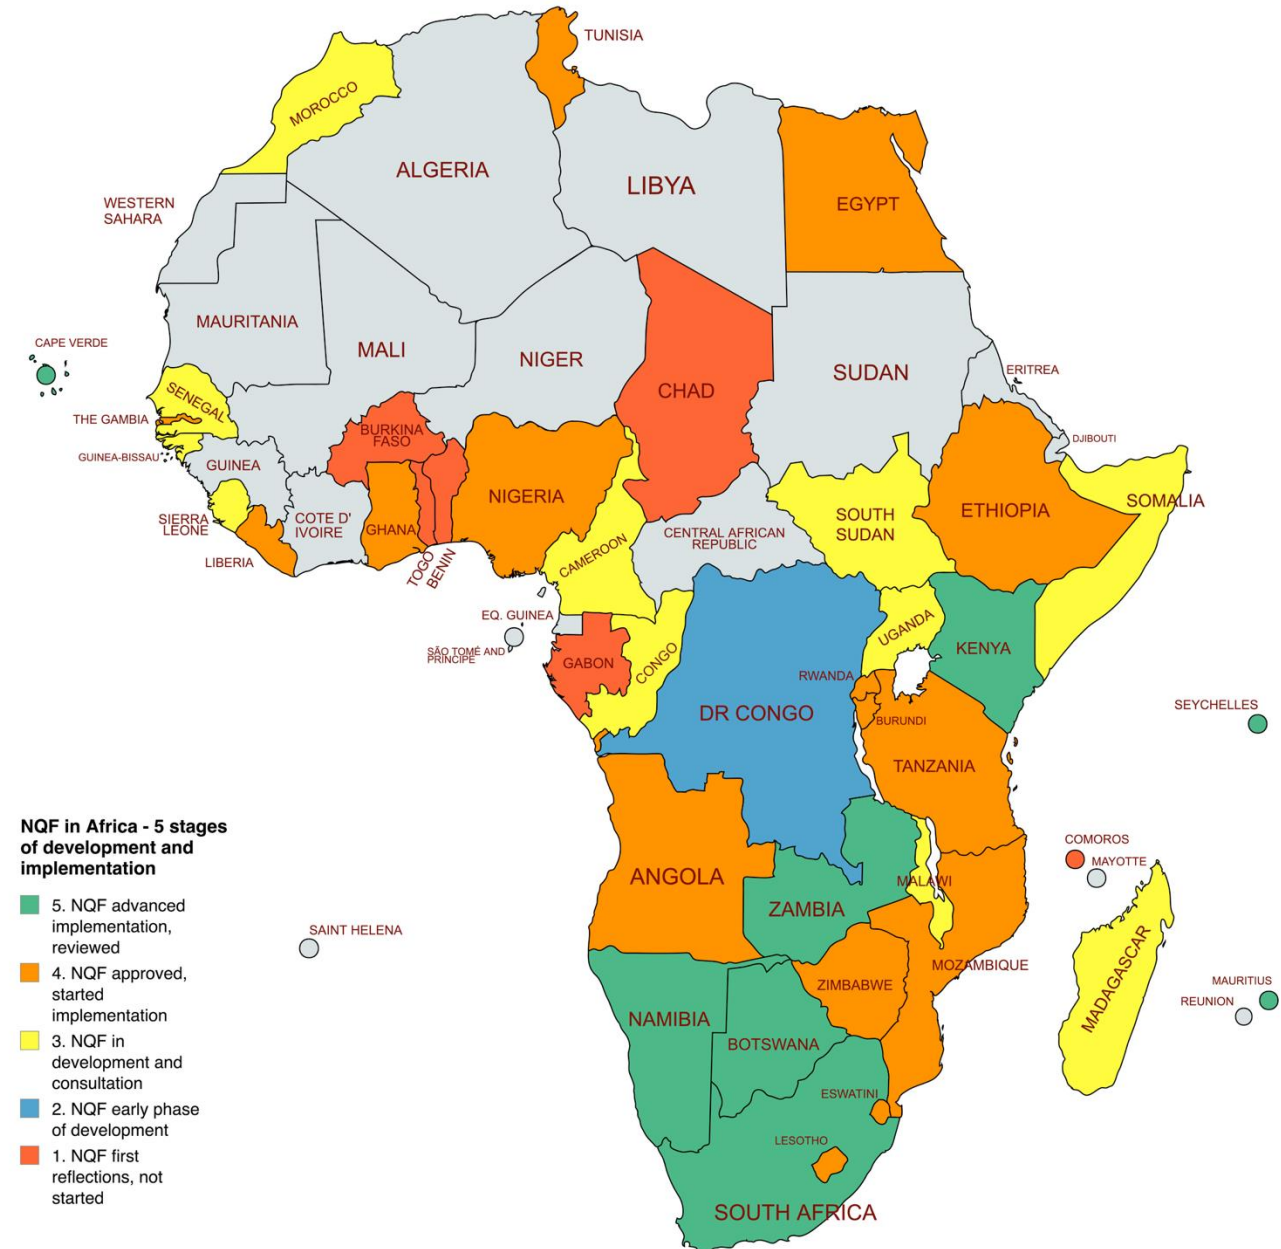 TUNISIA
MOROCCO
ALGERIA
LIBYA
EGYPT
WESTERN
SAHARA
MAURITANIA
MALI
NIGER
CHAD
SUDAN
ERITREA
CAPE VERDE
SENEGAL
THE GAMBIA
BURKINA
FASO
DJIBOUTI
GUINEA-BISSAU
GUINEA
NIGERIA
SOMALIA
SIERRA
LEONE
COTE D'
IVOIRE
GHANA
SOUTH
SUDAN
ETHIOPIA
LIBERIA
TOGO
BENIN
CAMEROON
CENTRAL AFRICAN
REPUBLIC
EQ. GUINEA
SÃO TOMÉ AND
PRINCIPE
GABON
CONGO
UGANDA
KENYA
RWANDA
DR CONGO
BURUNDI
SEYCHELLES
TANZANIA
NQF in Africa - 5 stages
of development and
implementation
5. NQF advanced
implementation,
reviewed
4. NQF approved,
started
implementation
3. NQF in
development and
consultation
2. NQF early phase
of development
1. NQF first
reflections, not
started
COMOROS
MAYOTTE
ANGOLA
MALAWI
ZAMBIA
SAINT HELENA
MOZAMBIQUE
MADAGASCAR
ZIMBABWE
MAURITIUS
REUNION
NAMIBIA
BOTSWANA
ESWATINI
LESOTHO
SOUTH AFRICA